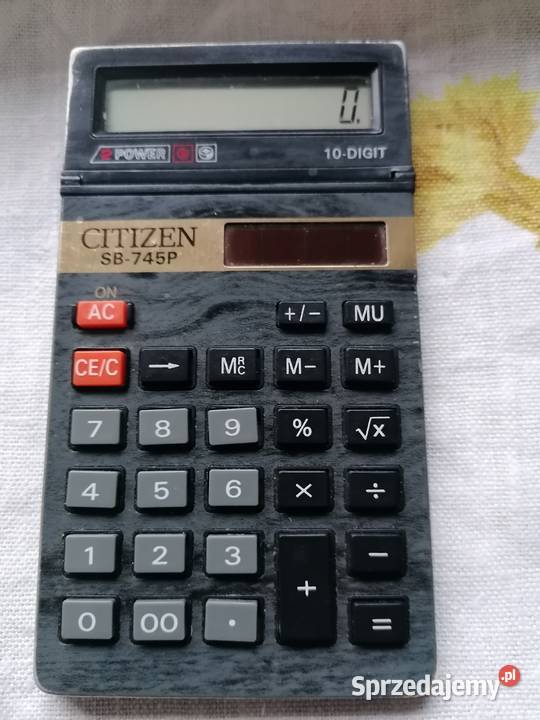 0.
2 POWER
10-DIGIT
CITIZEN
SB-745P
ON
AC +/- MU
CE/C → MRC M- M+
7 8 9 % √x
4 5 6 × ÷
1 2 3 + −
0 00 . =
Sprzedajemy.pl